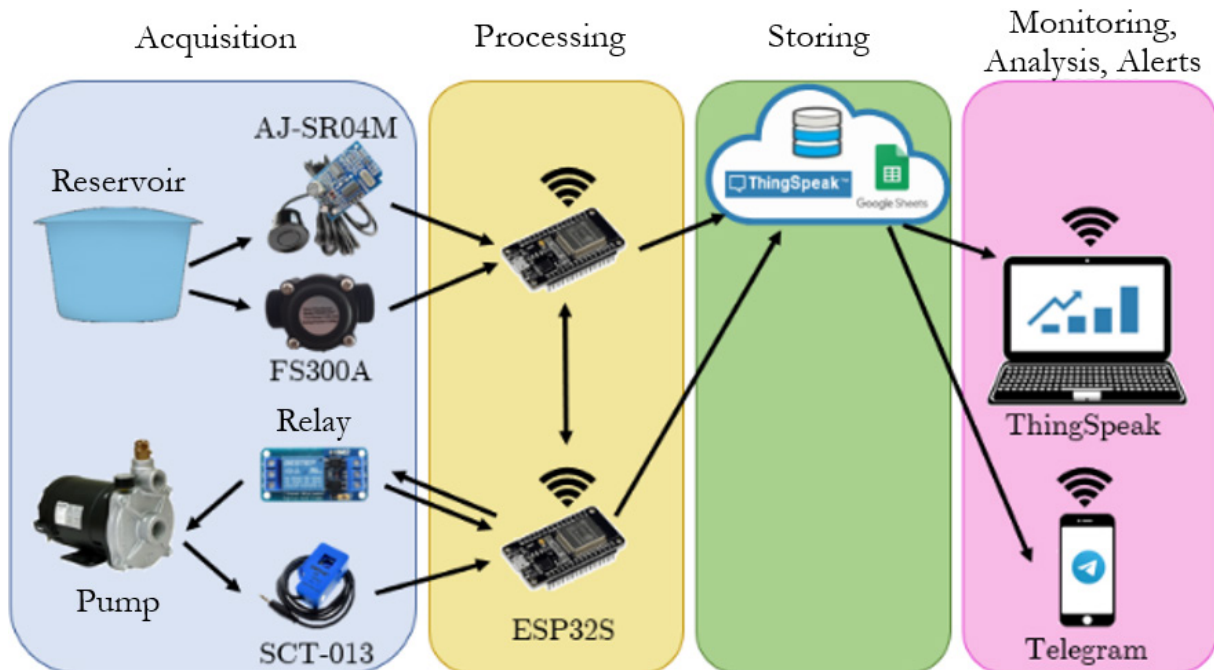 Acquisition
Processing
Storing
Monitoring,
Analysis, Alerts
AJ-SR04M
Reservoir
ThingSpeak™
Google Sheets
FS300A
Relay
ThingSpeak
Pump
ESP32S
SCT-013
Telegram